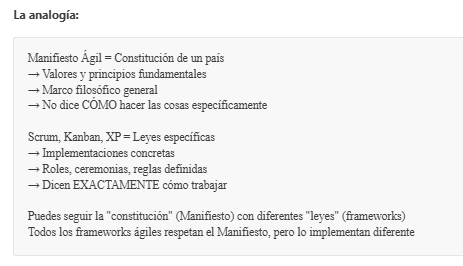 La analogía:
Manifiesto Ágil = Constitución de un país
→ Valores y principios fundamentales
→ Marco filosófico general
→ No dice CÓMO hacer las cosas específicamente
Scrum, Kanban, XP = Leyes específicas
→ Implementaciones concretas
→ Roles, ceremonias, reglas definidas
→ Dicen EXACTAMENTE cómo trabajar
Puedes seguir la "constitución" (Manifiesto) con diferentes "leyes" (frameworks)
Todos los frameworks ágiles respetan el Manifiesto, pero lo implementan diferente